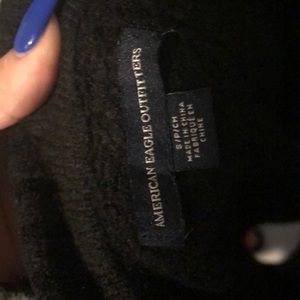 AMERICAN EAGLE OUTFITTERS
S/P/CH
MADE IN CHINA
FABRIQUÉ EN
CHINE